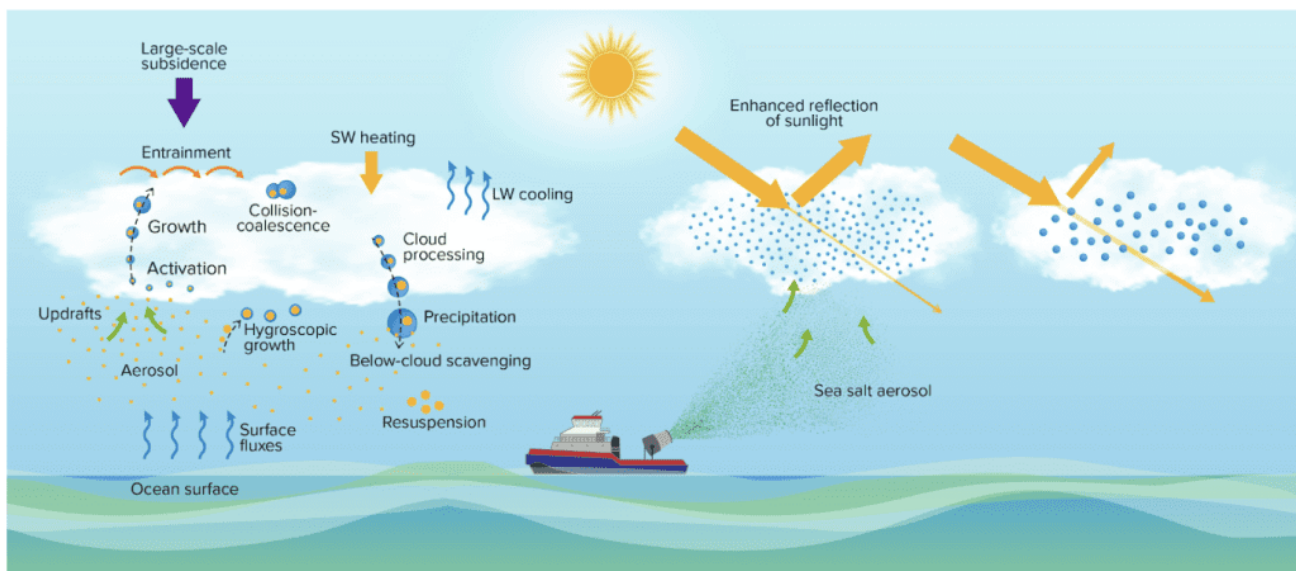 Large-scale
subsidence
Entrainment
SW heating
LW cooling
Growth
Collision-
coalescence
Cloud
processing
Activation
Updrafts
Hygroscopic
growth
Precipitation
Below-cloud scavenging
Aerosol
Resuspension
Surface
fluxes
Ocean surface
Enhanced reflection
of sunlight
Sea salt aerosol